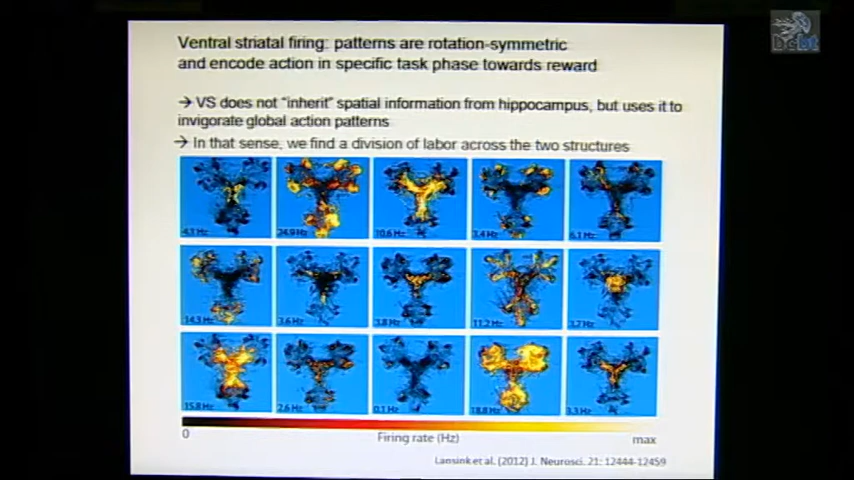 Ventral striatal firing: patterns are rotation-symmetric
and encode action in specific task phase towards reward
→ VS does not "inherit" spatial information from hippocampus, but uses it to
invigorate global action patterns
→ In that sense, we find a division of labor across the two structures
4.1 Hz 24.9 Hz 10.6 Hz 3.4 Hz 6.1 Hz
14.3 Hz 3.6 Hz 3.8 Hz 11.2 Hz 3.7 Hz
15.8 Hz 2.6 Hz 0.1 Hz 18.8 Hz 3.3 Hz
0 Firing rate (Hz) max
Lansink et al. (2012) J. Neurosci. 21: 12444-12459